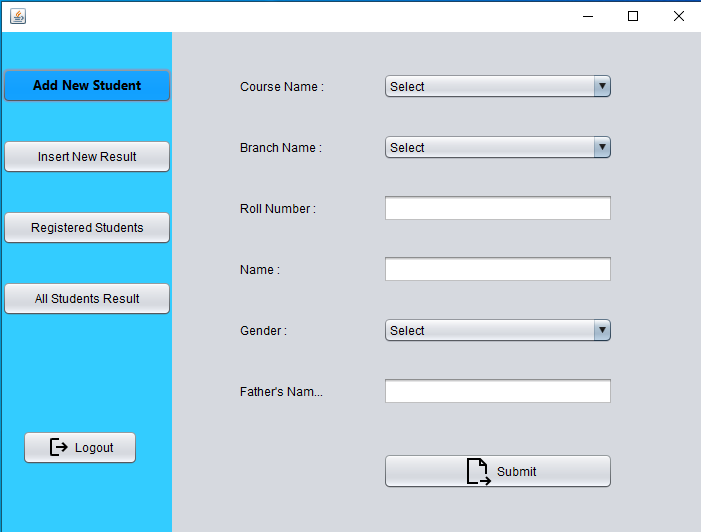 Add New Student
Insert New Result
Registered Students
All Students Result
Logout
Course Name :
Select
Branch Name :
Select
Roll Number :
Name :
Gender :
Select
Father's Nam...
Submit